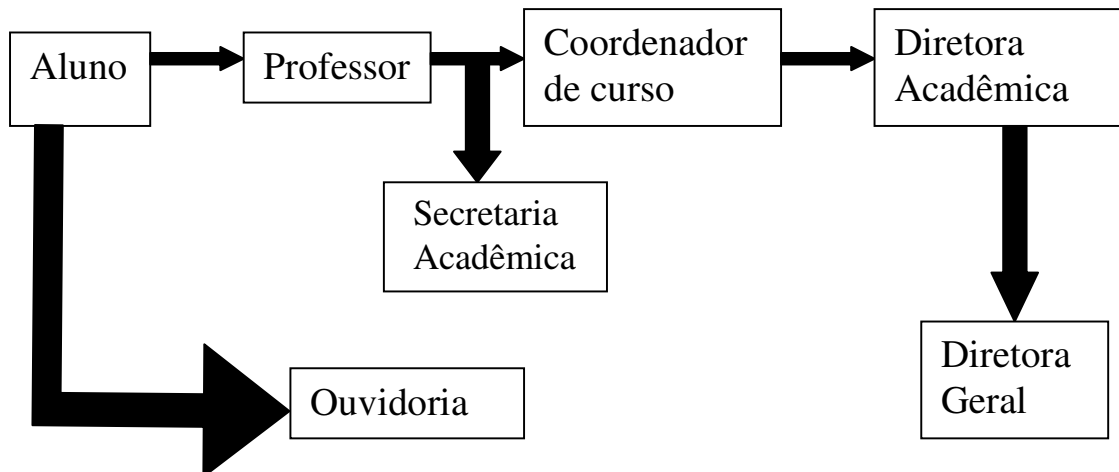 Aluno
Professor
Coordenador
de curso
Diretora
Acadêmica
Secretaria
Acadêmica
Ouvidoria
Diretora
Geral